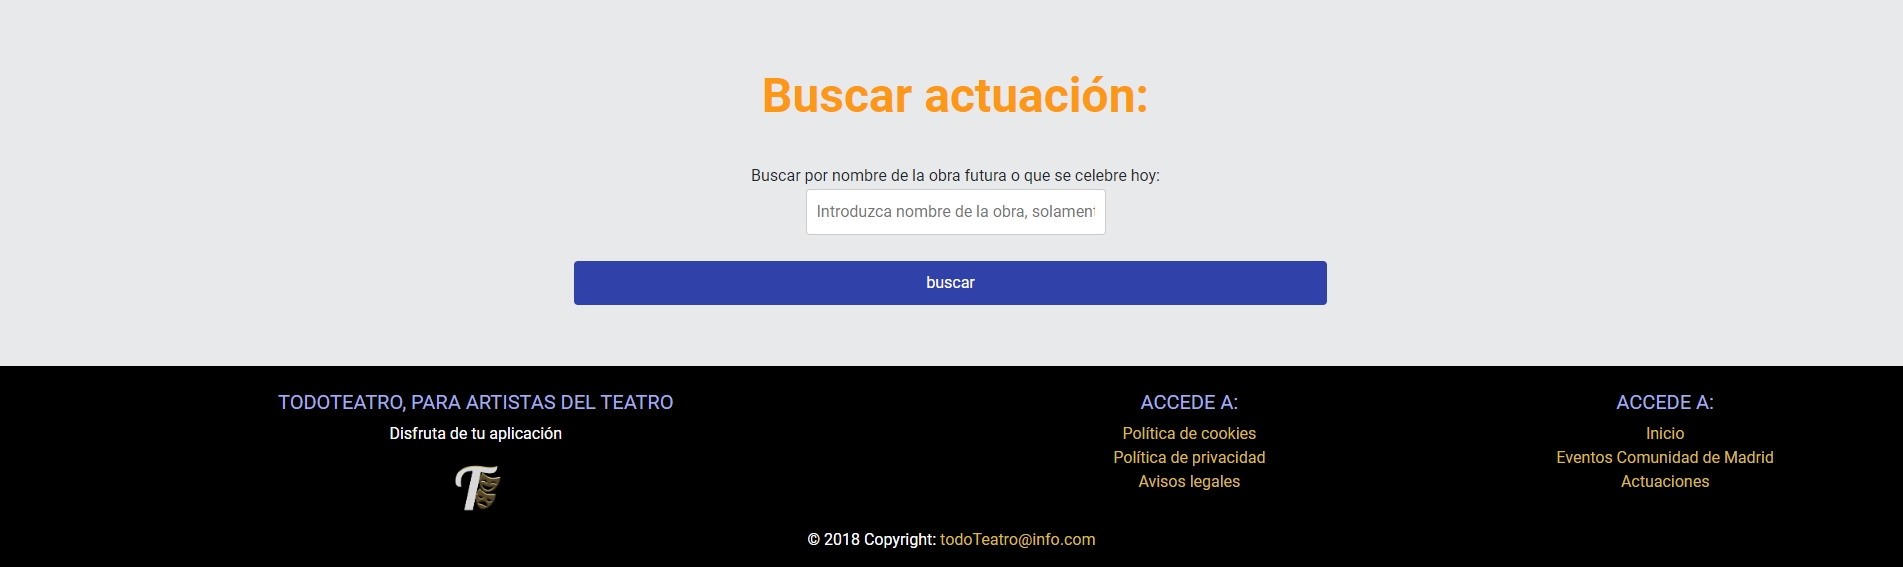 Buscar actuación:
Buscar por nombre de la obra futura o que se celebre hoy:
Introduzca nombre de la obra,
buscar
TODOTEATRO, PARA ARTISTAS DEL TEATRO
Disfruta de tu aplicación
T
ACCEDE A:
Política de cookies
Política de privacidad
Avisos legales
ACCEDE A:
Inicio
Eventos Comunidad de Madrid
Actuaciones
© 2018 Copyright: todoTeatro@info.com